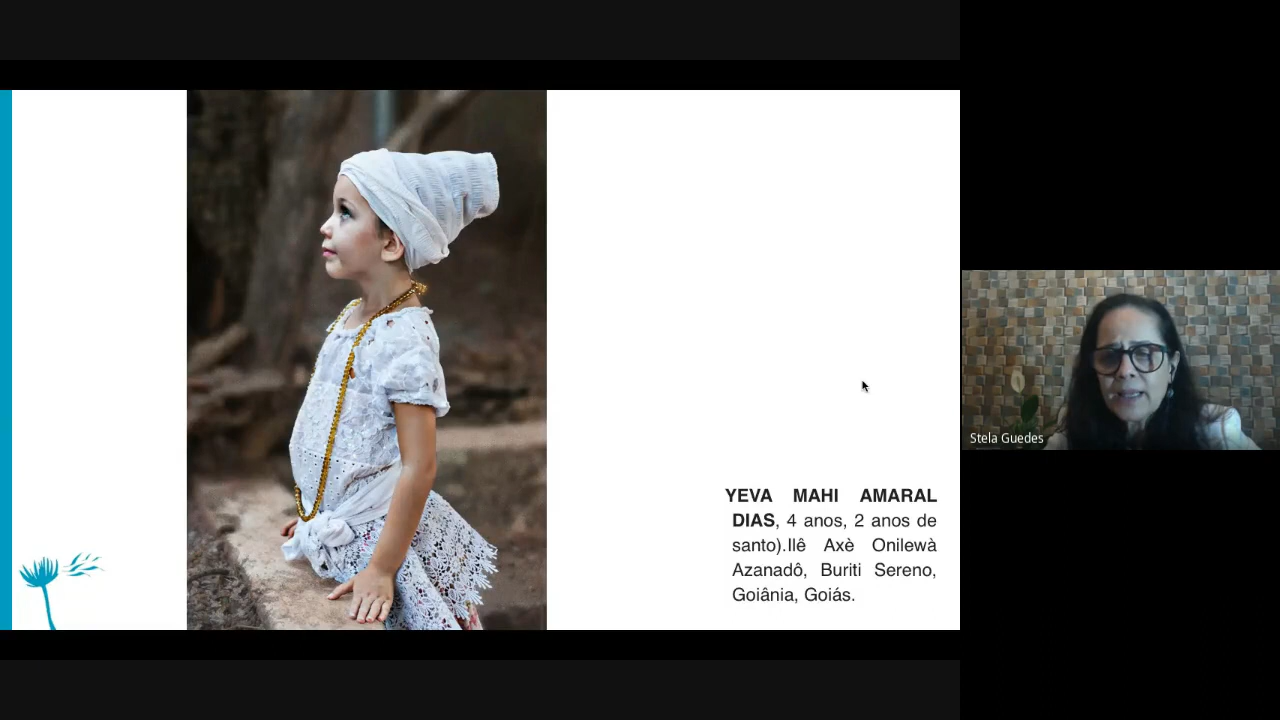 YEVA MAHI AMARAL
DIAS, 4 anos, 2 anos de
santo).Ilê Axè Onilewà
Azanadô, Buriti Sereno,
Goiânia, Goiás.
Stela Guedes